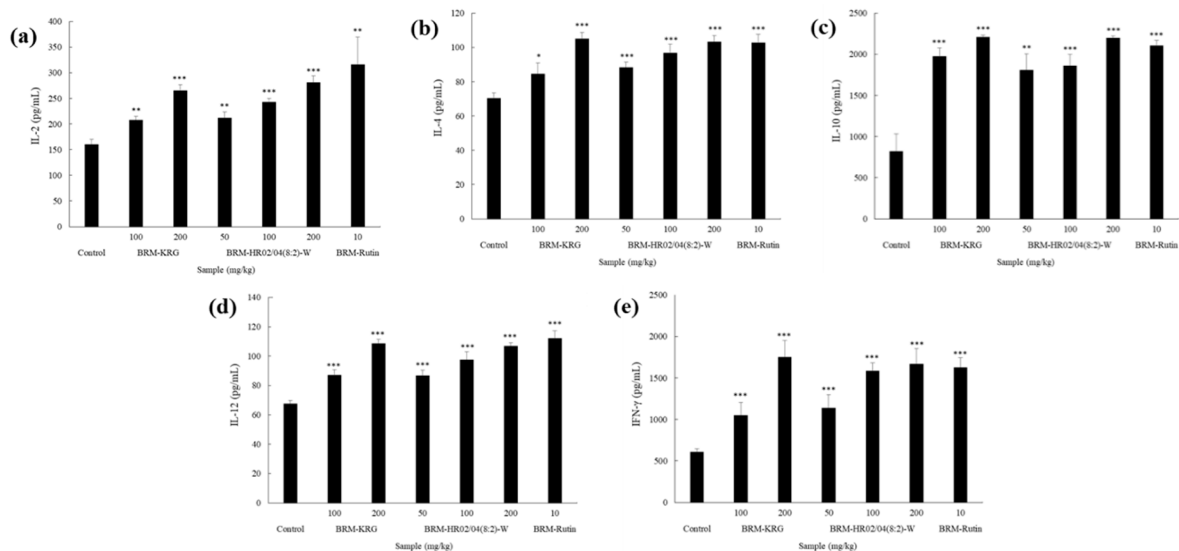 (a)
IL-2 (pg/mL)
400
350
300
250
200
150
100
50
0
** *** ** *** *** **
100 200 50 100 200 10
Control BRM-KRG BRM-HR02/04(8:2)-W BRM-Rutin
Sample (mg/kg)
(b)
IL-4 (pg/mL)
120
100
80
60
40
20
0
* *** *** *** *** ***
100 200 50 100 200 10
Control BRM-KRG BRM-HR02/04(8:2)-W BRM-Rutin
Sample (mg/kg)
(c)
IL-10 (pg/mL)
2500
2000
1500
1000
500
0
*** *** ** *** *** ***
100 200 50 100 200 10
Control BRM-KRG BRM-HR02/04(8:2)-W BRM-Rutin
Sample (mg/kg)
(d)
IL-12 (pg/mL)
140
120
100
80
60
40
20
0
*** *** *** *** *** ***
100 200 50 100 200 10
Control BRM-KRG BRM-HR02/04(8:2)-W BRM-Rutin
Sample (mg/kg)
(e)
IFN-γ (pg/mL)
2500
2000
1500
1000
500
0
*** *** *** *** *** ***
100 200 50 100 200 10
Control BRM-KRG BRM-HR02/04(8:2)-W BRM-Rutin
Sample (mg/kg)